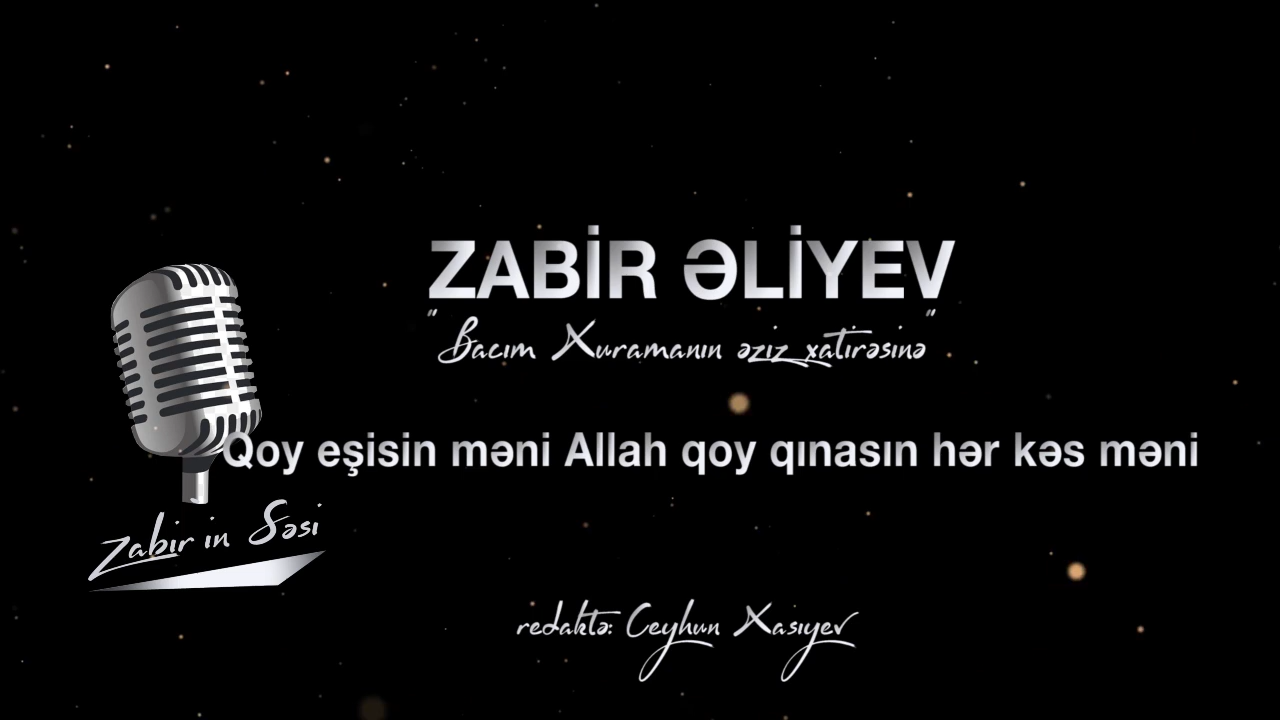 ZABİR ƏLİYEV
"Bacım Xuramanın əziz xatirəsinə"
Qoy eşisin məni Allah qoy qınasın hər kəs məni
Zabir in Səsi
redaktə: Ceyhun Xasıyev